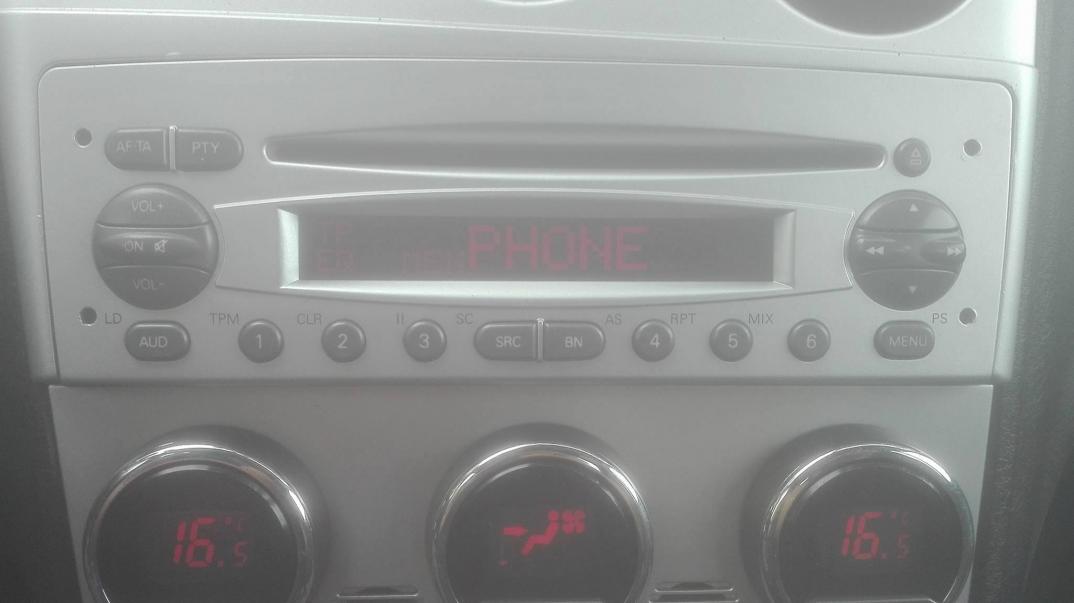 AF-TA PTY
VOL+
ON
VOL-
PHONE
LD TPM CLR II SC AS RPT MIX PS
AUD 1 2 3 SRC BN 4 5 6 MENU
16.5 °C
16.5 °C